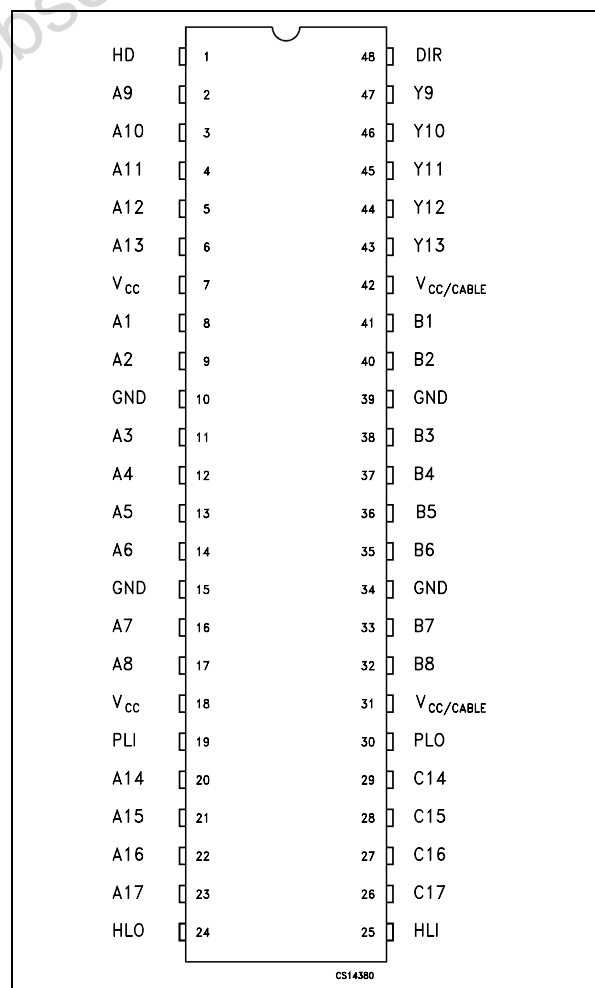 HD 1 48 DIR
A9 2 47 Y9
A10 3 46 Y10
A11 4 45 Y11
A12 5 44 Y12
A13 6 43 Y13
VCC 7 42 VCC/CABLE
A1 8 41 B1
A2 9 40 B2
GND 10 39 GND
A3 11 38 B3
A4 12 37 B4
A5 13 36 B5
A6 14 35 B6
GND 15 34 GND
A7 16 33 B7
A8 17 32 B8
VCC 18 31 VCC/CABLE
PLI 19 30 PLO
A14 20 29 C14
A15 21 28 C15
A16 22 27 C16
A17 23 26 C17
HLO 24 25 HLI
CS14380